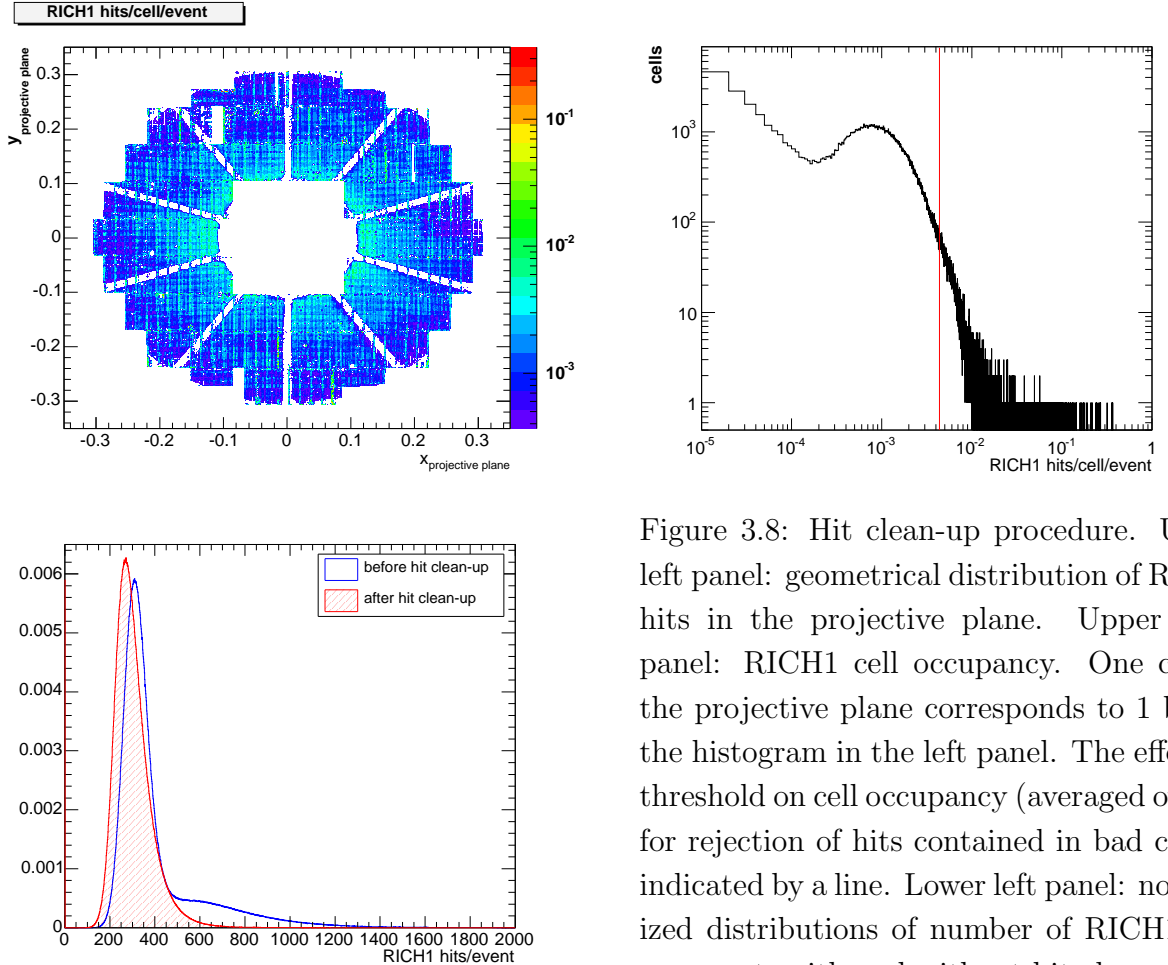 RICH1 hits/cell/event
y projective plane
0.3
0.2
0.1
0
-0.1
-0.2
-0.3
-0.3 -0.2 -0.1 0 0.1 0.2 0.3
x projective plane
10^-1
10^-2
10^-3
cells
10^3
10^2
10
1
10^-5 10^-4 10^-3 10^-2 10^-1 1
RICH1 hits/cell/event
0.006
0.005
0.004
0.003
0.002
0.001
0
0 200 400 600 800 1000 1200 1400 1600 1800 2000
RICH1 hits/event
before hit clean-up
after hit clean-up
Figure 3.8: Hit clean-up procedure.
left panel: geometrical distribution of
hits in the projective plane. Upper
panel: RICH1 cell occupancy. One
the projective plane corresponds to 1
the histogram in the left panel. The
threshold on cell occupancy (averaged
for rejection of hits contained in bad
indicated by a line. Lower left panel:
ized distributions of number of RICH1